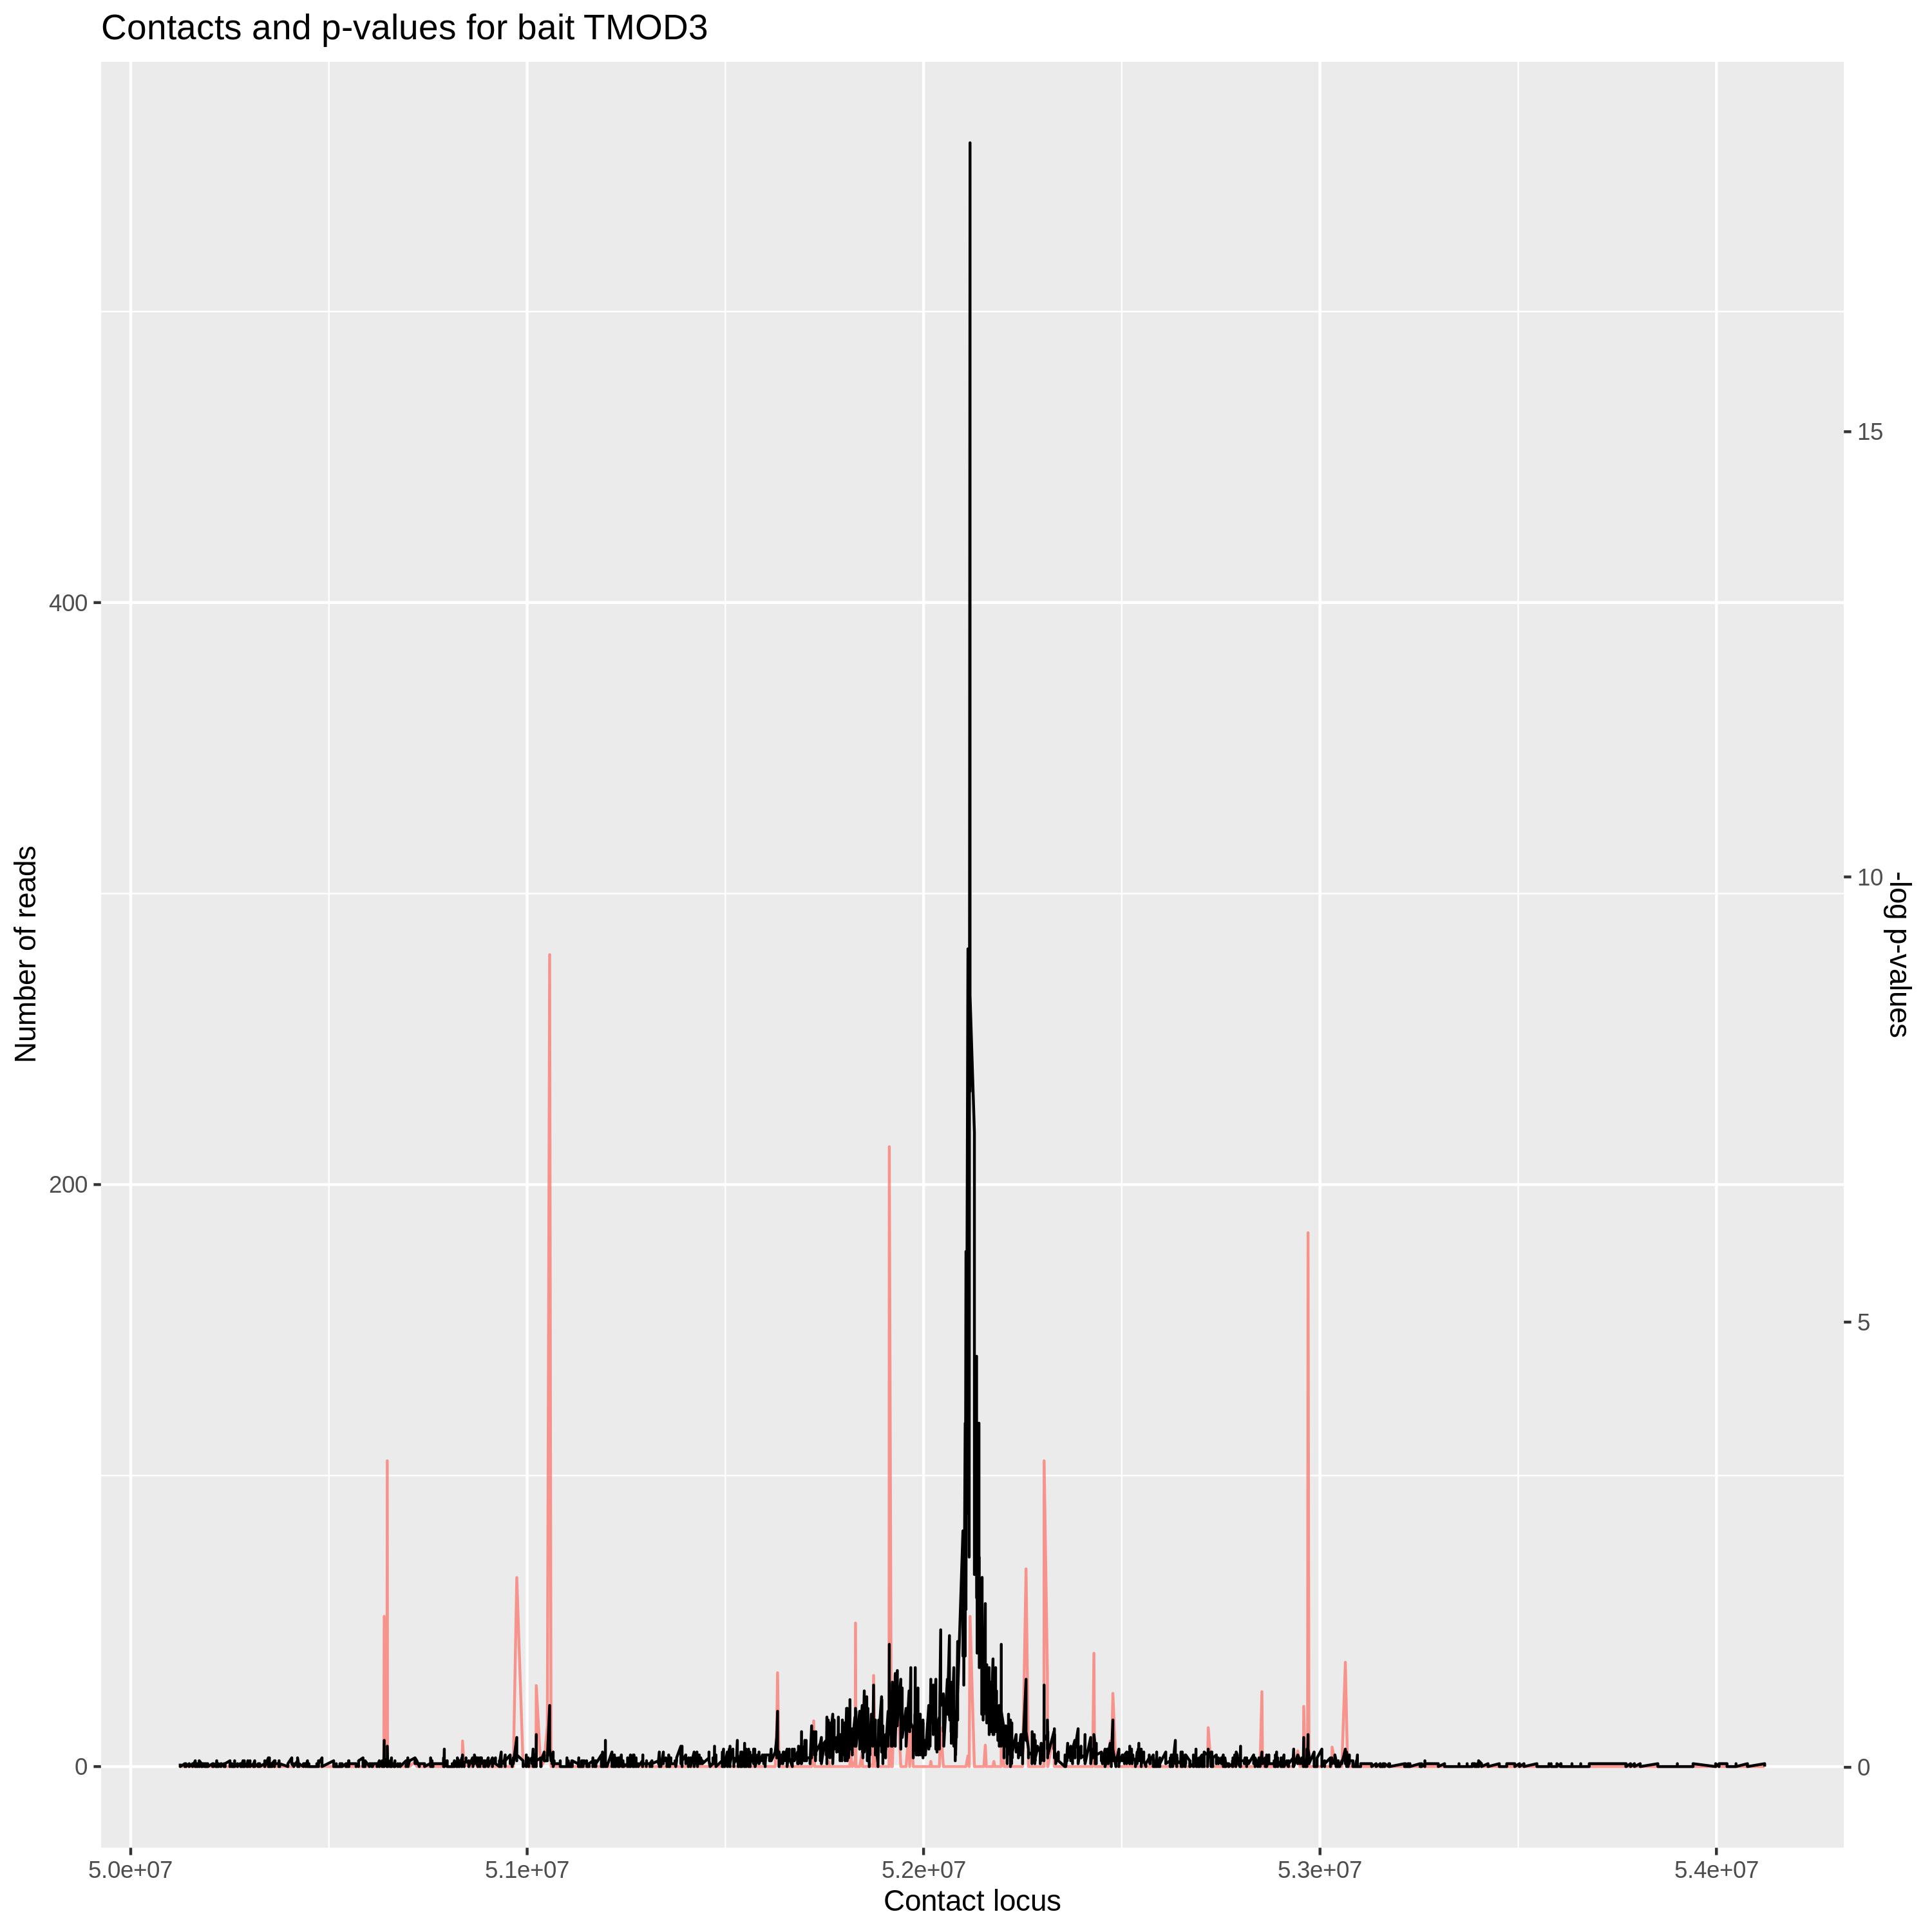 Contacts and p-values for bait TMOD3
Number of reads
400
200
0
15
10
5
0
-log p-values
5.0e+07
5.1e+07
5.2e+07
5.3e+07
5.4e+07
Contact locus